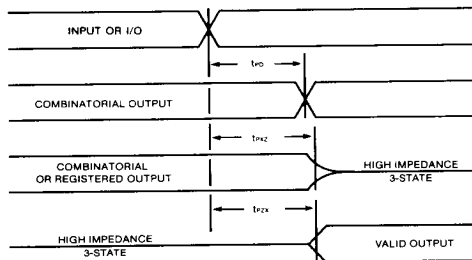 INPUT OR I/O
tPD
COMBINATORIAL OUTPUT
tPXZ
COMBINATORIAL
OR REGISTERED OUTPUT
HIGH IMPEDANCE
3-STATE
tPZX
HIGH IMPEDANCE
3-STATE
VALID OUTPUT